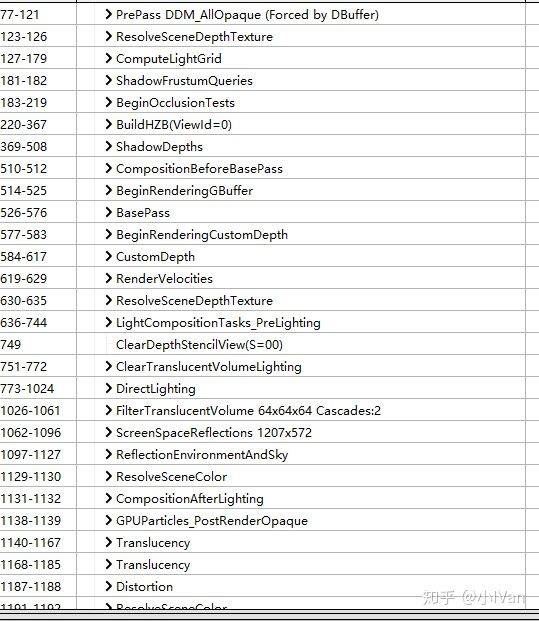 77-121 PrePass DDM_AllOpaque (Forced by DBuffer)
123-126 ResolveSceneDepthTexture
127-179 ComputeLightGrid
181-182 ShadowFrustumQueries
183-219 BeginOcclusionTests
220-367 BuildHZB(ViewId=0)
369-508 ShadowDepths
510-512 CompositionBeforeBasePass
514-525 BeginRenderingGBuffer
526-576 BasePass
577-583 BeginRenderingCustomDepth
584-617 CustomDepth
619-629 RenderVelocities
630-635 ResolveSceneDepthTexture
636-744 LightCompositionTasks_PreLighting
749 ClearDepthStencilView(S=00)
751-772 ClearTranslucentVolumeLighting
773-1024 DirectLighting
1026-1061 FilterTranslucentVolume 64x64x64 Cascades:2
1062-1096 ScreenSpaceReflections 1207x572
1097-1127 ReflectionEnvironmentAndSky
1129-1130 ResolveSceneColor
1131-1132 CompositionAfterLighting
1138-1139 GPUParticles_PostRenderOpaque
1140-1167 Translucency
1168-1185 Translucency
1187-1188 Distortion
知乎 @小IVan
1191-1192 ResolveSceneColor